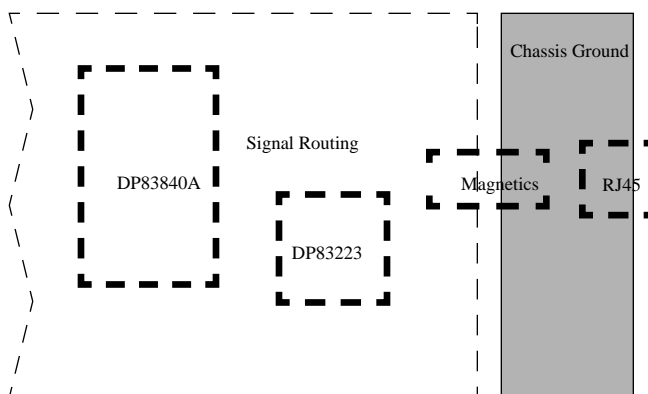 Chassis Ground
Signal Routing
DP83840A
Magnetics
RJ45
DP83223